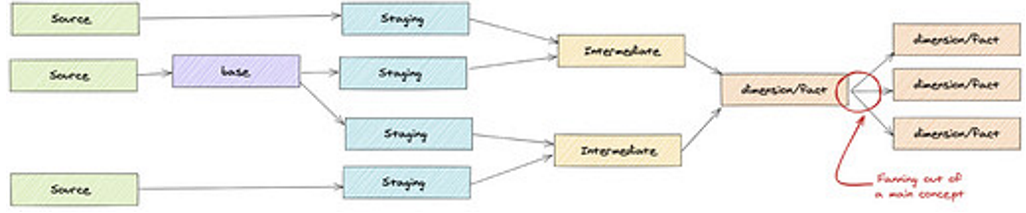 Source
Staging
Source
base
Staging
Staging
Source
Staging
Intermediate
Intermediate
dimension/fact
dimension/fact
dimension/fact
dimension/fact
Fanning out of
a main concept